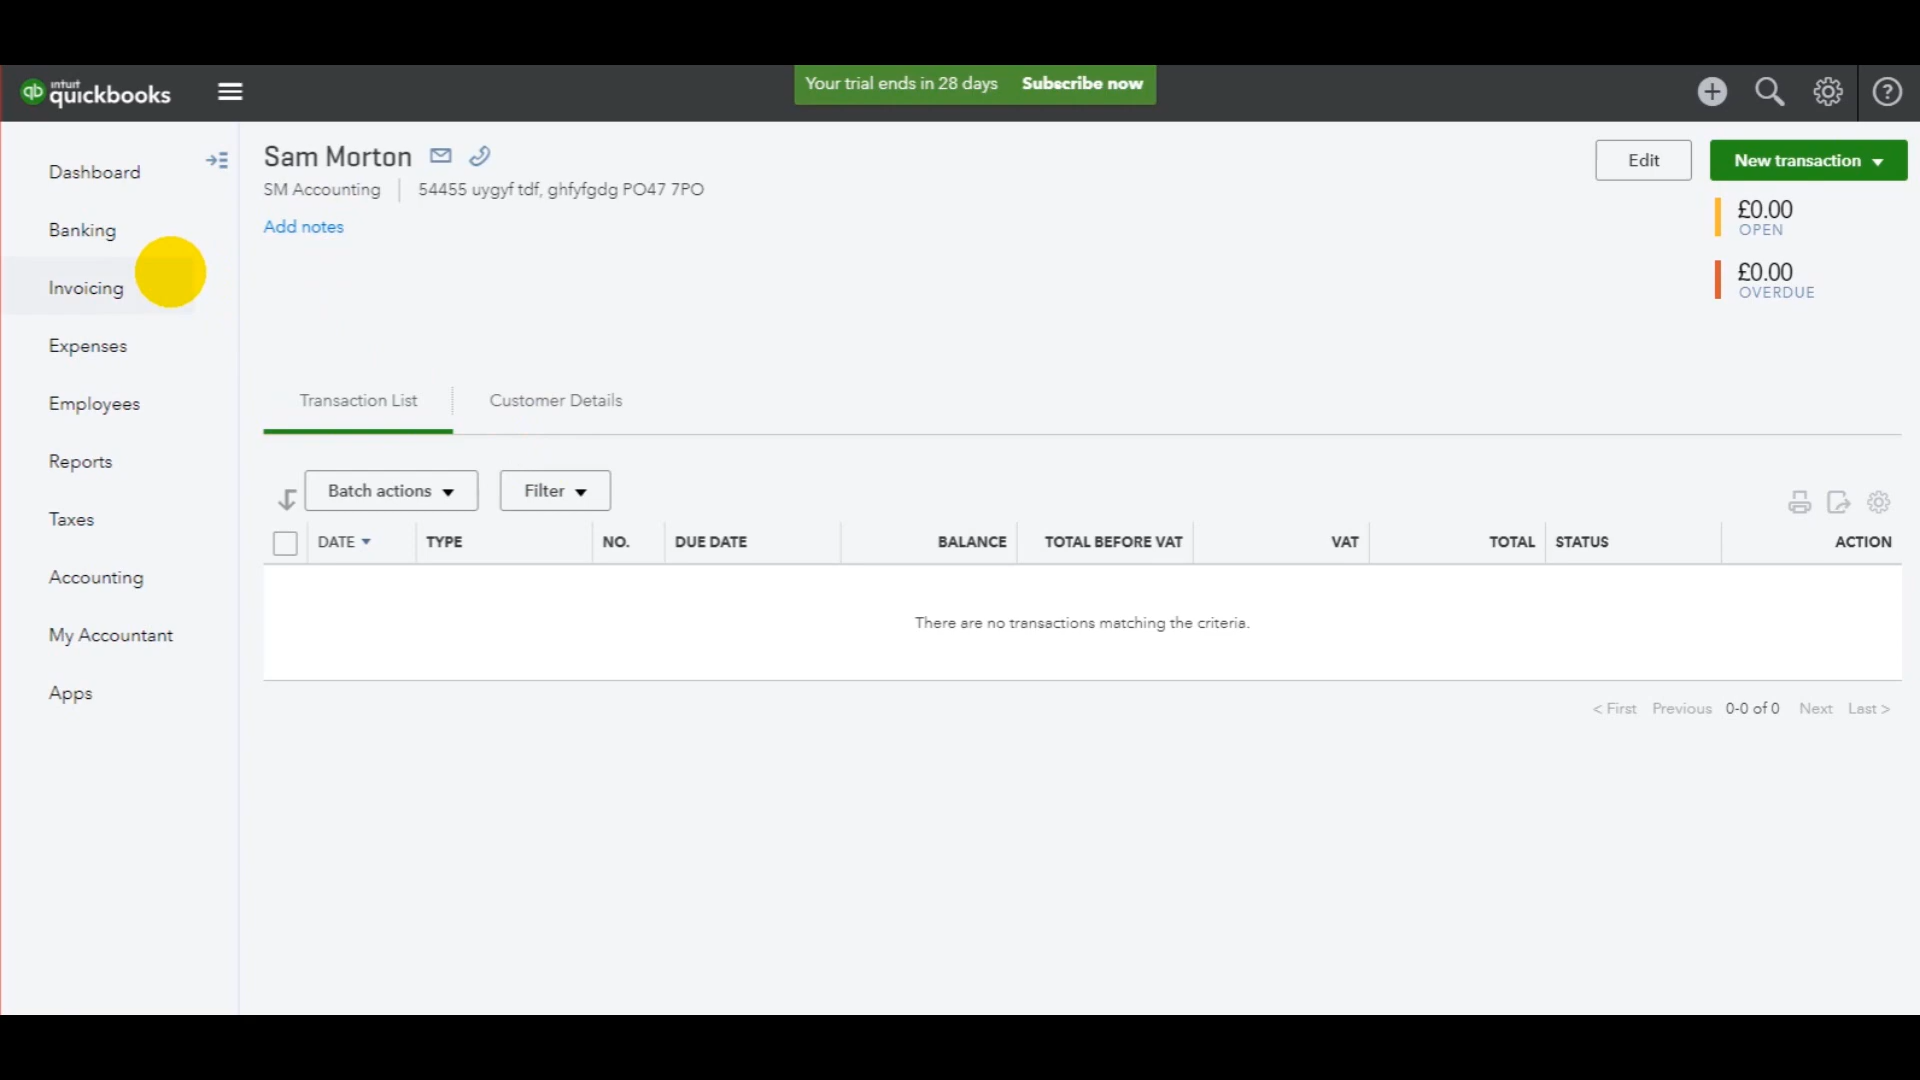 intuit
quickbooks
Your trial ends in 28 days Subscribe now
Dashboard
Banking
Invoicing
Expenses
Employees
Reports
Taxes
Accounting
My Accountant
Apps
Sam Morton
SM Accounting 54455 uygyf tdf, ghfyfgdg PO47 7PO
Add notes
Edit New transaction
£0.00
OPEN
£0.00
OVERDUE
Transaction List Customer Details
Batch actions Filter
DATE TYPE NO. DUE DATE BALANCE TOTAL BEFORE VAT VAT TOTAL STATUS ACTION
There are no transactions matching the criteria.
< First Previous 0-0 of 0 Next Last >